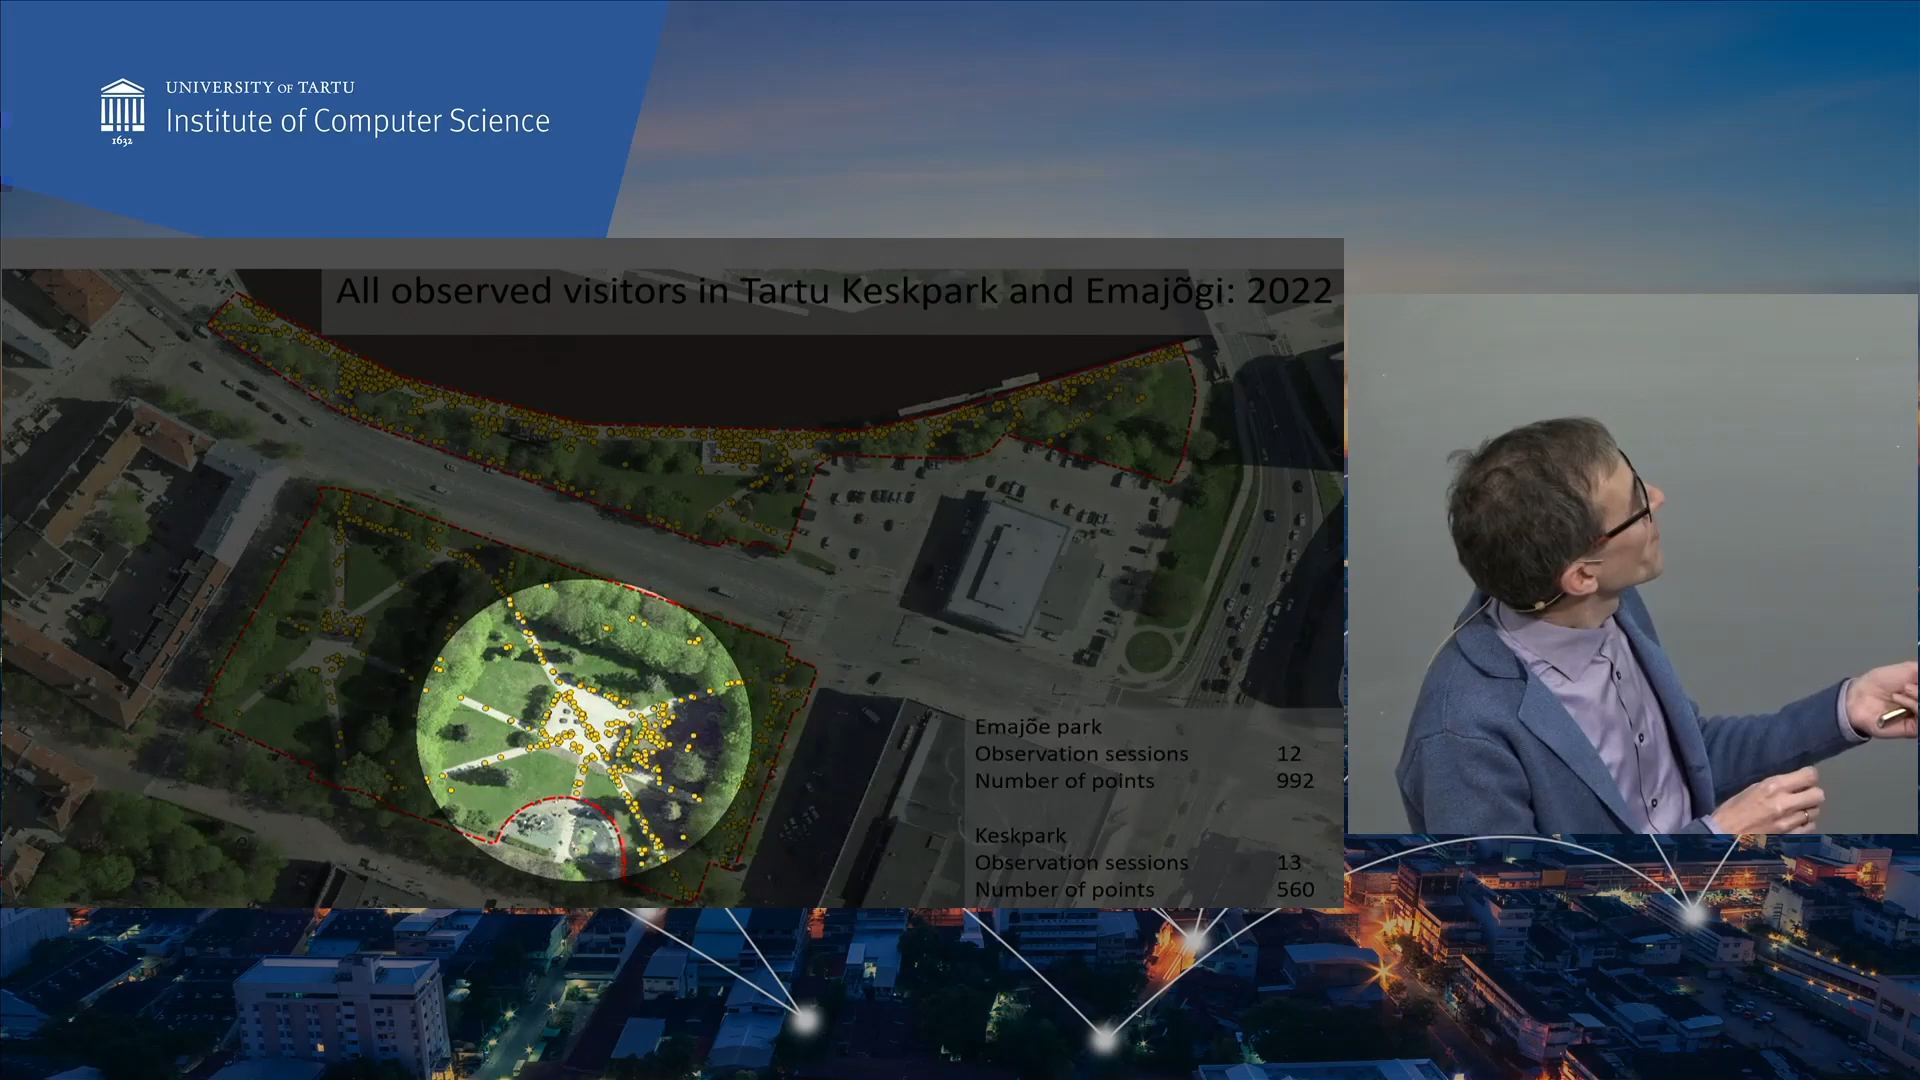 UNIVERSITY OF TARTU
Institute of Computer Science
1632
All observed visitors in Tartu Keskpark and Emajõgi: 2022
Emajõe park
Observation sessions 12
Number of points 992
Keskpark
Observation sessions 13
Number of points 560